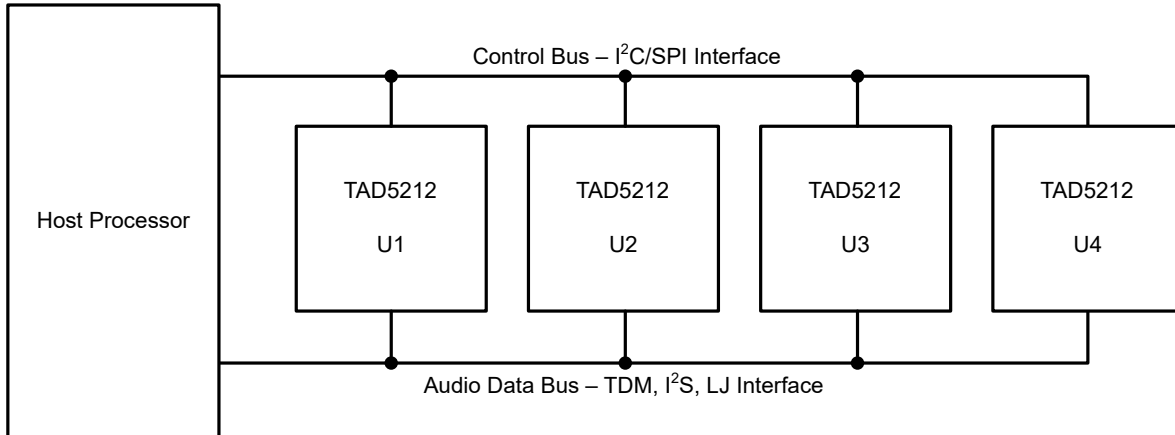 Control Bus – I²C/SPI Interface
Host Processor
TAD5212
U1
TAD5212
U2
TAD5212
U3
TAD5212
U4
Audio Data Bus – TDM, I²S, LJ Interface